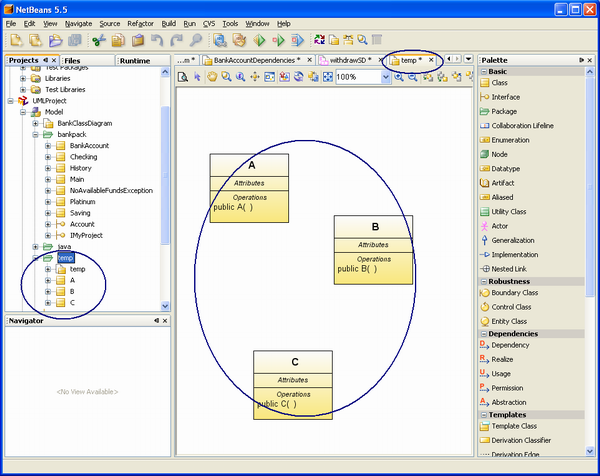 NetBeans 5.5
File Edit View Navigate Source Refactor Build Run CVS Tools Window Help
Projects Files Runtime
Test Packages
Libraries
Test Libraries
UMLProject
Model
BankClassDiagram
bankpack
BankAccount
Checking
History
Main
NoAvailableFundsException
Platinum
Saving
Account
IMyProject
java
temp
temp
A
B
C
Navigator
<No View Available>
...m * BankAccountDependencies * withdrawSD * temp *
100%
A
Attributes
Operations
public A( )
B
Attributes
Operations
public B( )
C
Attributes
Operations
public C( )
Palette
Basic
Class
Interface
Package
Collaboration Lifeline
Enumeration
Node
Datatype
Artifact
Aliased
Utility Class
Actor
Generalization
Implementation
Nested Link
Robustness
Boundary Class
Control Class
Entity Class
Dependencies
D Dependency
R Realize
U Usage
P Permission
A Abstraction
Templates
Template Class
Derivation Classifier
Derivation Edge